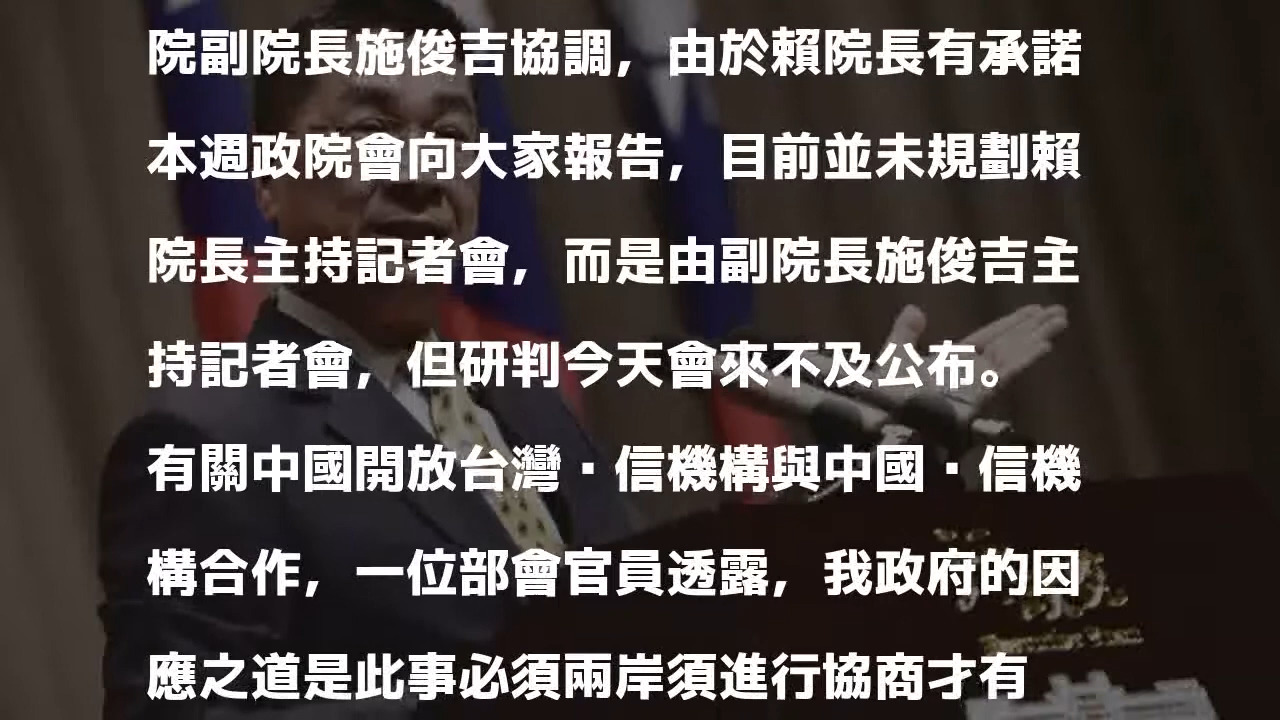 院副院長施俊吉協調，由於賴院長有承諾
本週政院會向大家報告，目前並未規劃賴
院長主持記者會，而是由副院長施俊吉主
持記者會，但研判今天會來不及公布。
有關中國開放台灣·信機構與中國·信機
構合作，一位部會官員透露，我政府的因
應之道是此事必須兩岸須進行協商才有